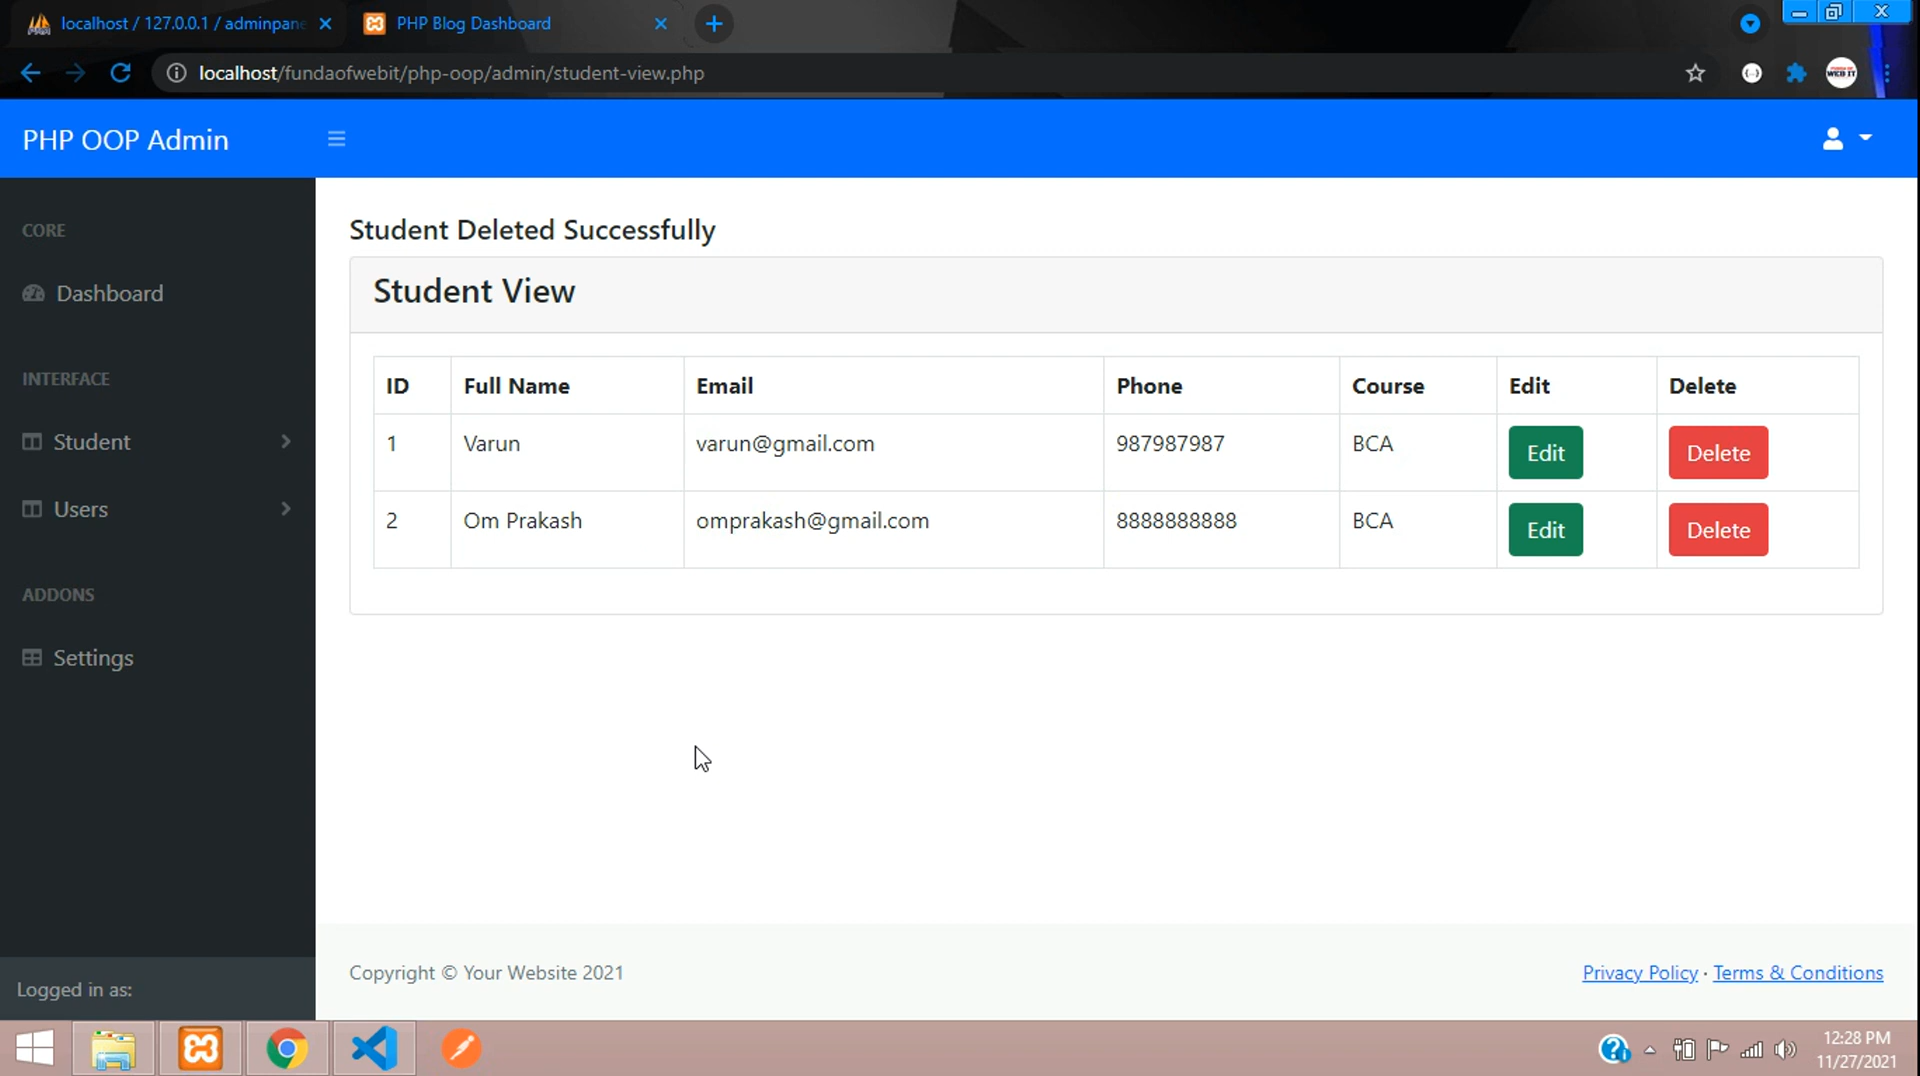 localhost / 127.0.0.1 / adminpane
PHP Blog Dashboard
localhost/fundaofwebit/php-oop/admin/student-view.php
WEB IT
PHP OOP Admin
CORE
Dashboard
INTERFACE
Student
Users
ADDONS
Settings
Logged in as:
Student Deleted Successfully
Student View
ID Full Name Email Phone Course Edit Delete
1 Varun varun@gmail.com 987987987 BCA Edit Delete
2 Om Prakash omprakash@gmail.com 8888888888 BCA Edit Delete
Copyright © Your Website 2021
Privacy Policy · Terms & Conditions
12:28 PM
11/27/2021